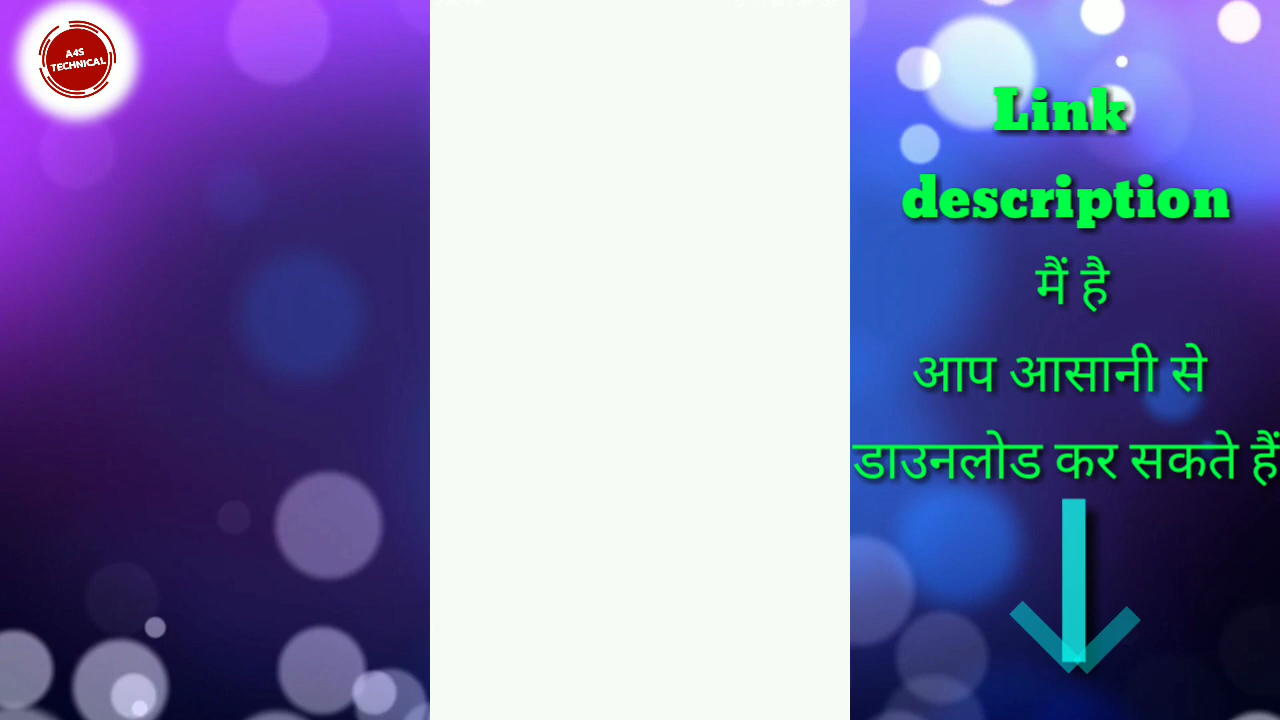 A4S
TECHNICAL
Link
description
मैं है
आप आसानी से
डाउनलोड कर सकते हैं